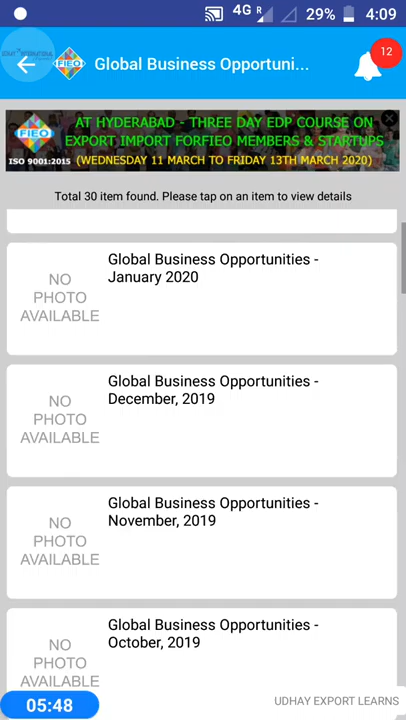 4G R 29% 4:09
Global Business Opportuni...
12
FIEO
ISO 9001:2015
AT HYDERABAD - THREE DAY EDP COURSE ON
EXPORT IMPORT FORFIEO MEMBERS & STARTUPS
(WEDNESDAY 11 MARCH TO FRIDAY 13TH MARCH 2020)
Total 30 item found. Please tap on an item to view details
NO
PHOTO
AVAILABLE
Global Business Opportunities -
January 2020
NO
PHOTO
AVAILABLE
Global Business Opportunities -
December, 2019
NO
PHOTO
AVAILABLE
Global Business Opportunities -
November, 2019
NO
PHOTO
AVAILABLE
Global Business Opportunities -
October, 2019
05:48
UDHAY EXPORT LEARNS